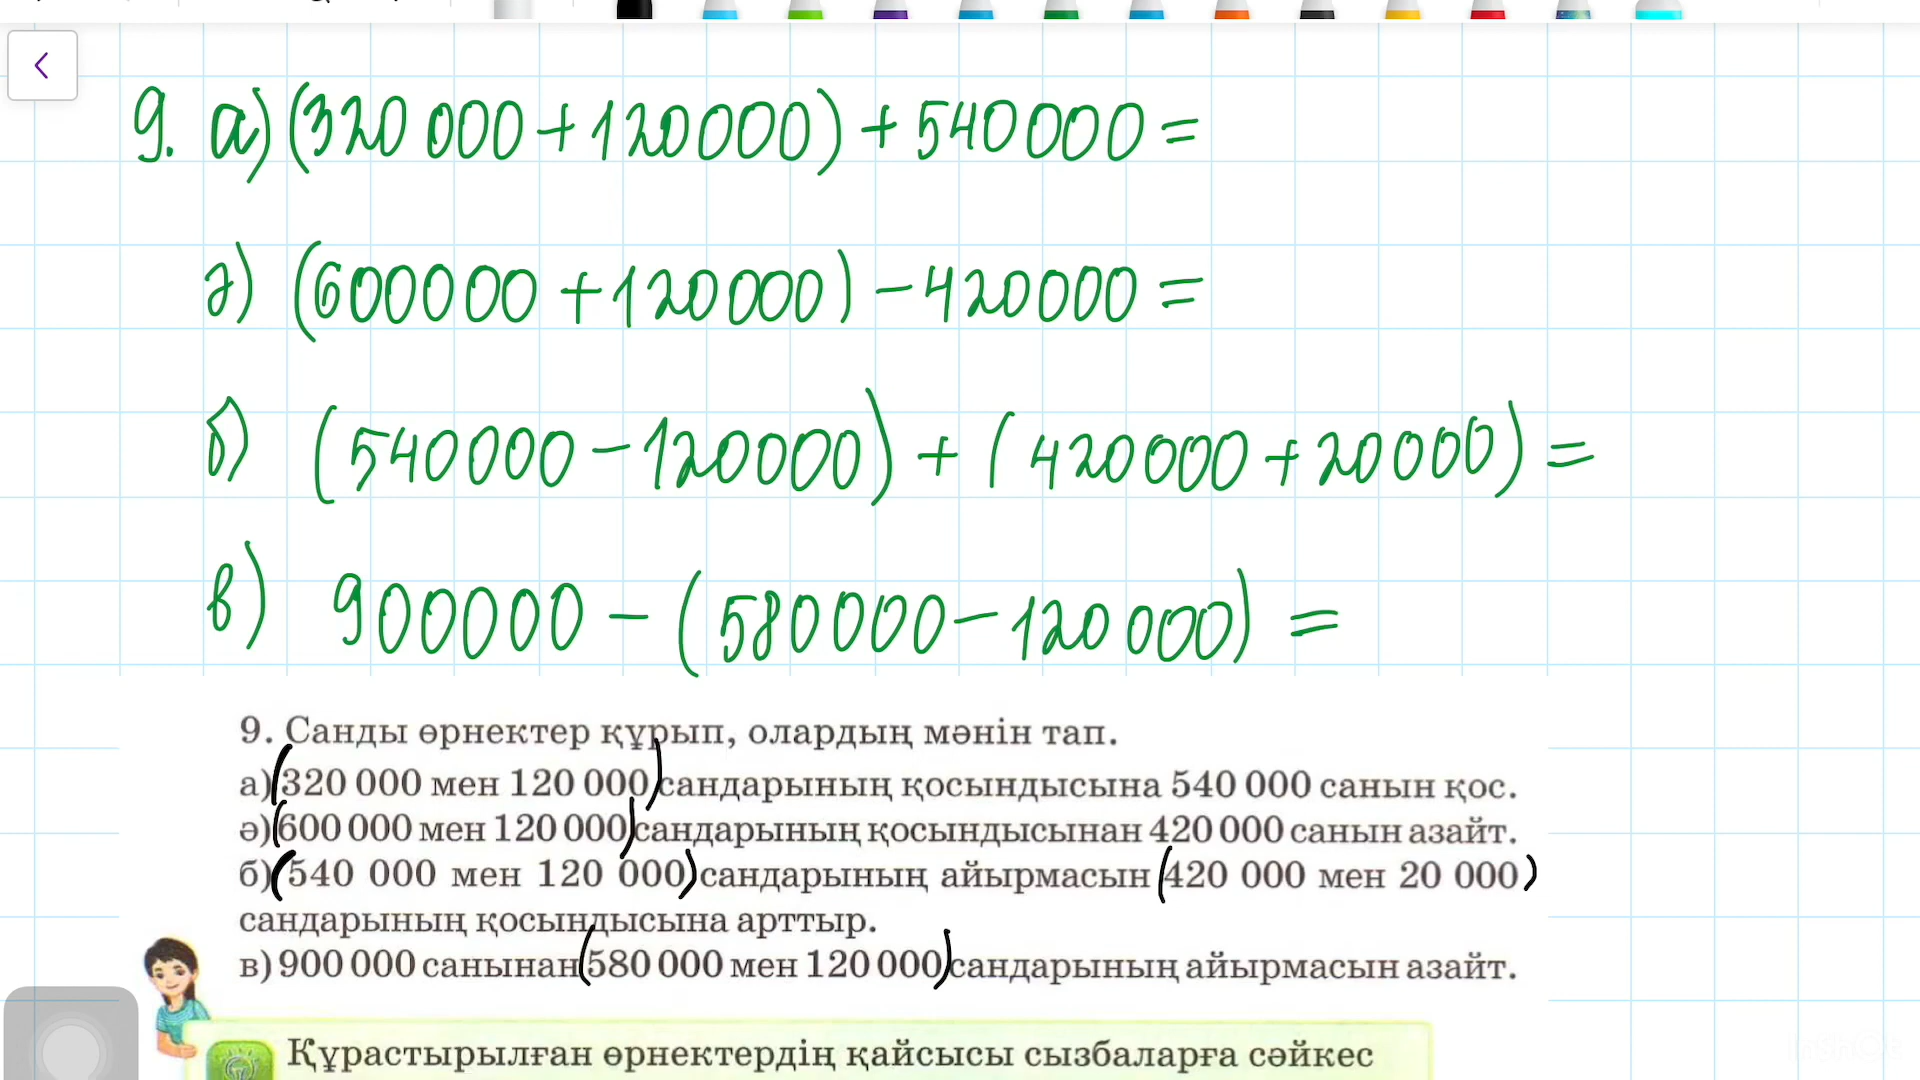 9. а) (320 000 + 120000) + 540000 =
ә) (600000 + 120000) - 420000 =
б) (540000 - 120000) + (420000 + 20000) =
в) 900000 - (580000 - 120000) =
9. Санды өрнектер құрып, олардың мәнін тап.
а) (320 000 мен 120 000) сандарының қосындысына 540 000 санын қос.
ә) (600 000 мен 120 000) сандарының қосындысынан 420 000 санын азайт.
б) (540 000 мен 120 000) сандарының айырмасын (420 000 мен 20 000)
сандарының қосындысына арттыр.
в) 900 000 санынан (580 000 мен 120 000) сандарының айырмасын азайт.
Құрастырылған өрнектердің қайсысы сызбаларға сәйкес